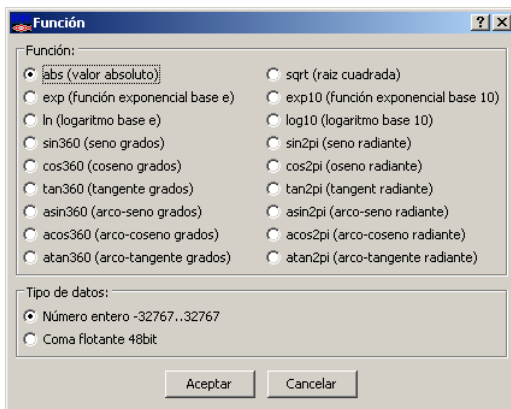 Función
Función:
abs (valor absoluto)
sqrt (raiz cuadrada)
exp (función exponencial base e)
exp10 (función exponencial base 10)
ln (logaritmo base e)
log10 (logaritmo base 10)
sin360 (seno grados)
sin2pi (seno radiante)
cos360 (coseno grados)
cos2pi (oseno radiante)
tan360 (tangente grados)
tan2pi (tangent radiante)
asin360 (arco-seno grados)
asin2pi (arco-seno radiante)
acos360 (arco-coseno grados)
acos2pi (arco-coseno radiante)
atan360 (arco-tangente grados)
atan2pi (arco-tangente radiante)
Tipo de datos:
Número entero -32767..32767
Coma flotante 48bit
Aceptar
Cancelar